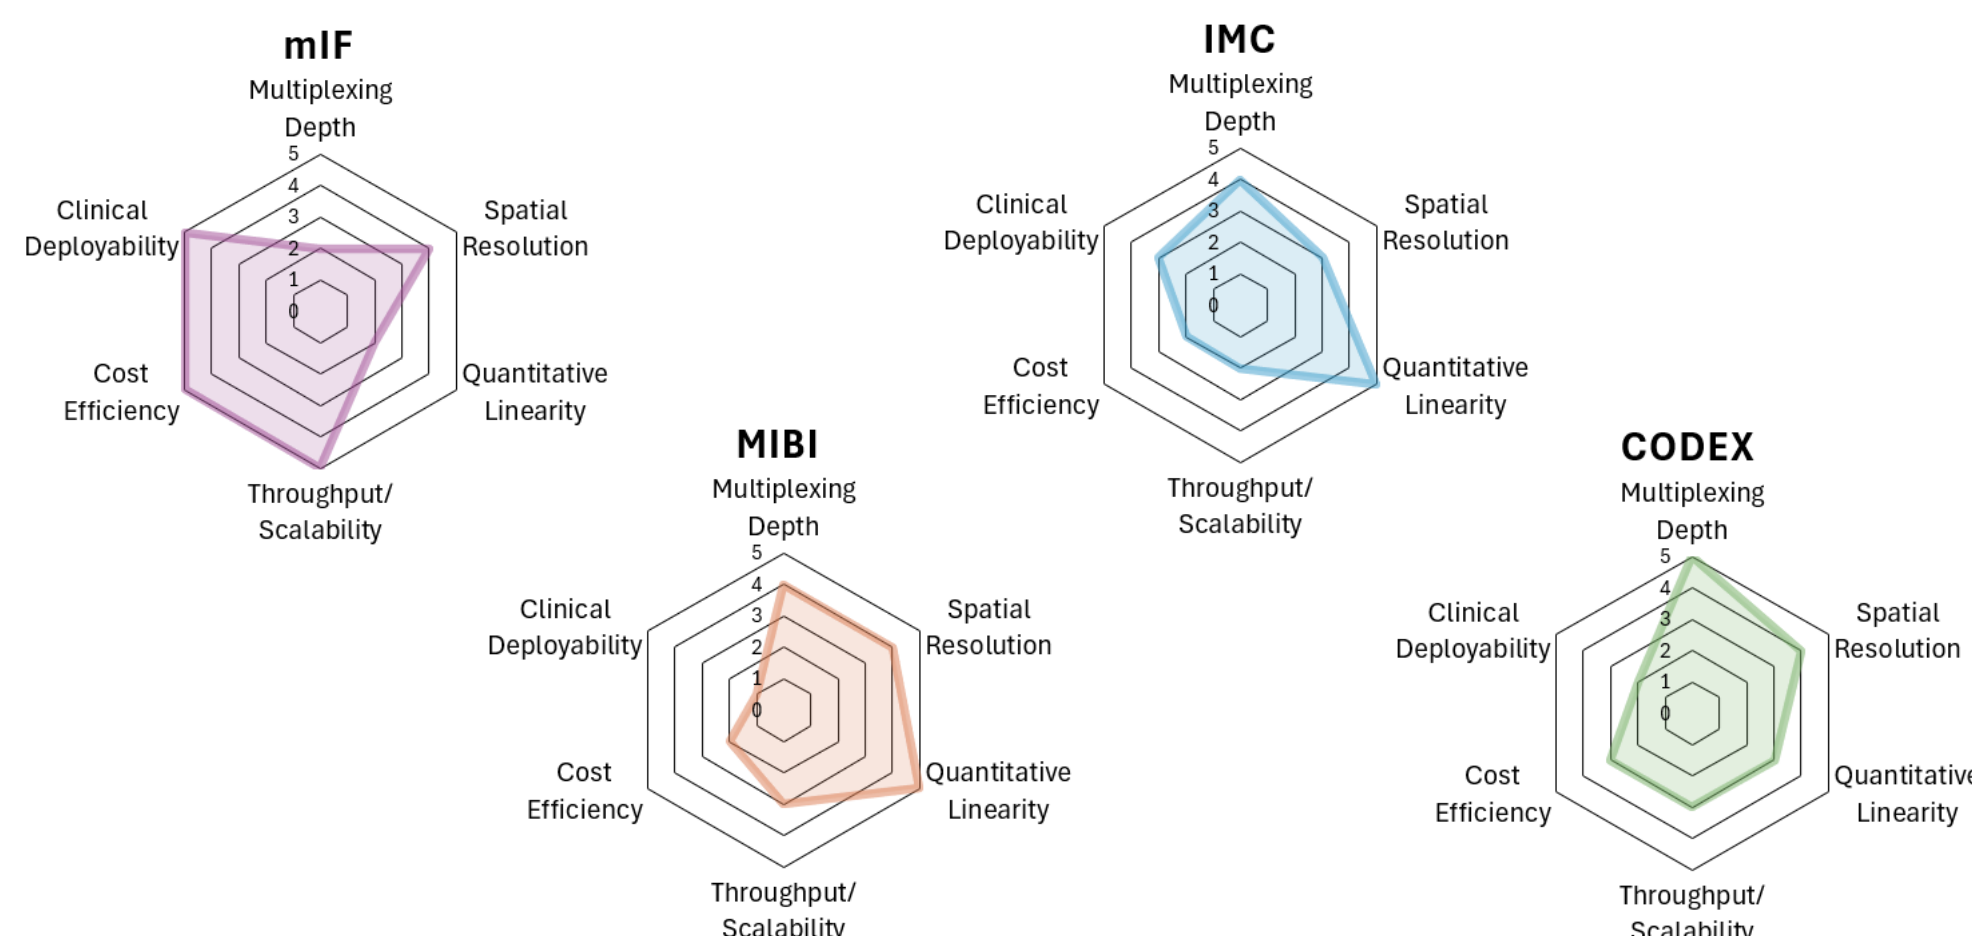 mIF
Multiplexing
Depth
5
4
3
2
1
0
Clinical
Deployability
Spatial
Resolution
Cost
Efficiency
Quantitative
Linearity
Throughput/
Scalability
IMC
Multiplexing
Depth
5
4
3
2
1
0
Clinical
Deployability
Spatial
Resolution
Cost
Efficiency
Quantitative
Linearity
Throughput/
Scalability
MIBI
Multiplexing
Depth
5
4
3
2
1
0
Clinical
Deployability
Spatial
Resolution
Cost
Efficiency
Quantitative
Linearity
Throughput/
Scalability
CODEX
Multiplexing
Depth
5
4
3
2
1
0
Clinical
Deployability
Spatial
Resolution
Cost
Efficiency
Quantitative
Linearity
Throughput/
Scalability